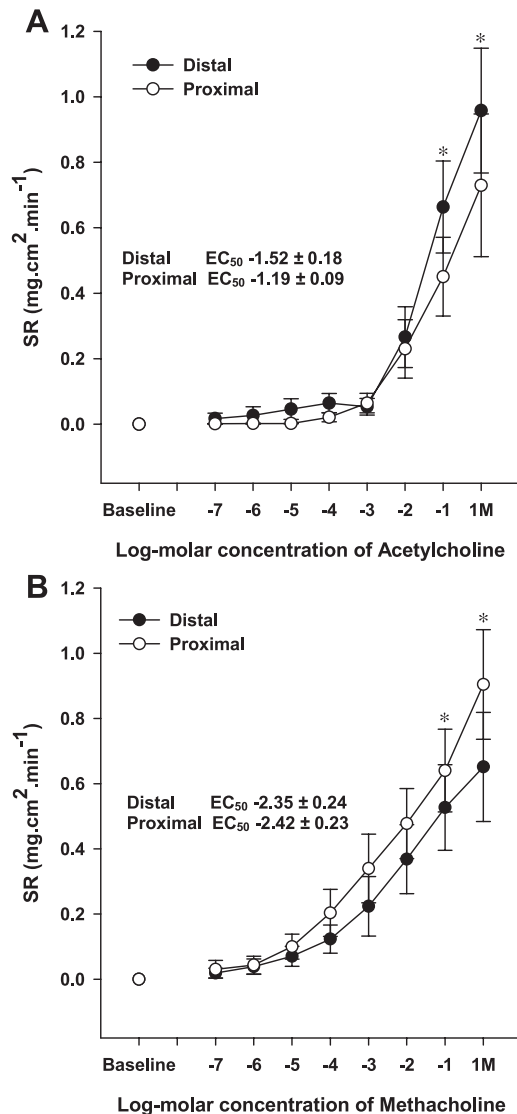 A
1.2
1.0
0.8
0.6
0.4
0.2
0.0
SR (mg.cm².min⁻¹)
Distal
Proximal
*
*
Distal EC₅₀ -1.52 ± 0.18
Proximal EC₅₀ -1.19 ± 0.09
Baseline -7 -6 -5 -4 -3 -2 -1 1M
Log-molar concentration of Acetylcholine
B
1.2
1.0
0.8
0.6
0.4
0.2
0.0
SR (mg.cm².min⁻¹)
Distal
Proximal
*
*
Distal EC₅₀ -2.35 ± 0.24
Proximal EC₅₀ -2.42 ± 0.23
Baseline -7 -6 -5 -4 -3 -2 -1 1M
Log-molar concentration of Methacholine